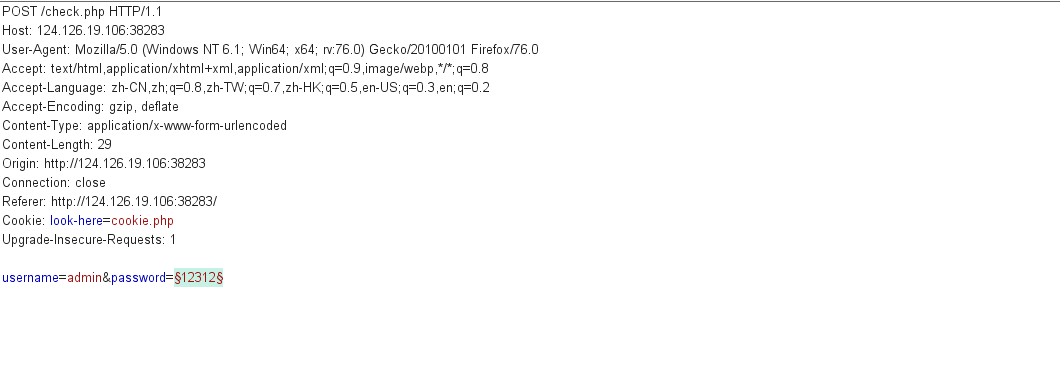 POST /check.php HTTP/1.1
Host: 124.126.19.106:38283
User-Agent: Mozilla/5.0 (Windows NT 6.1; Win64; x64; rv:76.0) Gecko/20100101 Firefox/76.0
Accept: text/html,application/xhtml+xml,application/xml;q=0.9,image/webp,*/*;q=0.8
Accept-Language: zh-CN,zh;q=0.8,zh-TW;q=0.7,zh-HK;q=0.5,en-US;q=0.3,en;q=0.2
Accept-Encoding: gzip, deflate
Content-Type: application/x-www-form-urlencoded
Content-Length: 29
Origin: http://124.126.19.106:38283
Connection: close
Referer: http://124.126.19.106:38283/
Cookie: look-here=cookie.php
Upgrade-Insecure-Requests: 1
username=admin&password=§12312§